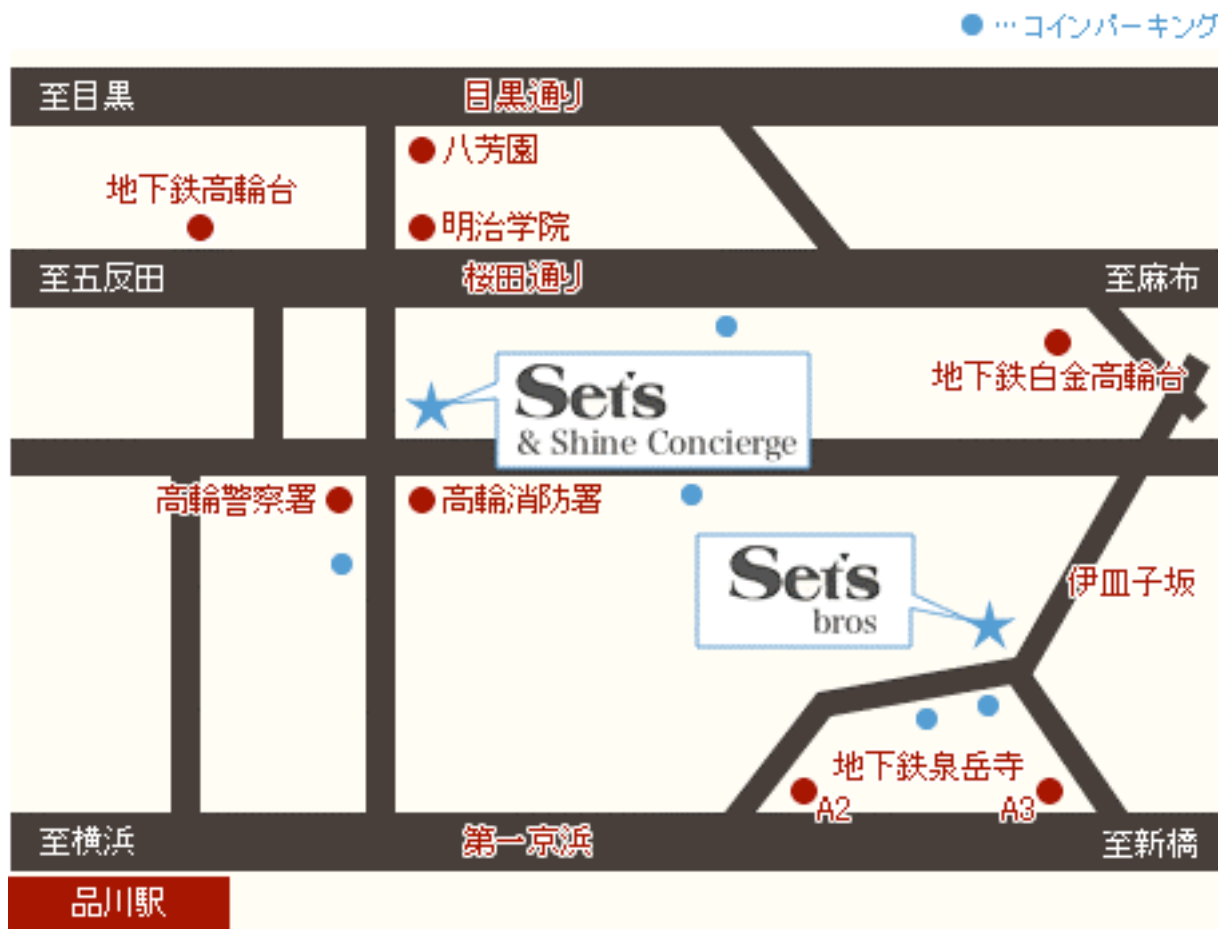 …コインパーキング
至目黒
目黒通り
八芳園
地下鉄高輪台
明治学院
至五反田
桜田通り
至麻布
地下鉄白金高輪台
Set's
& Shine Concierge
高輪警察署
高輪消防署
Set's
bros
伊皿子坂
地下鉄泉岳寺
A2
A3
至横浜
第一京浜
至新橋
品川駅